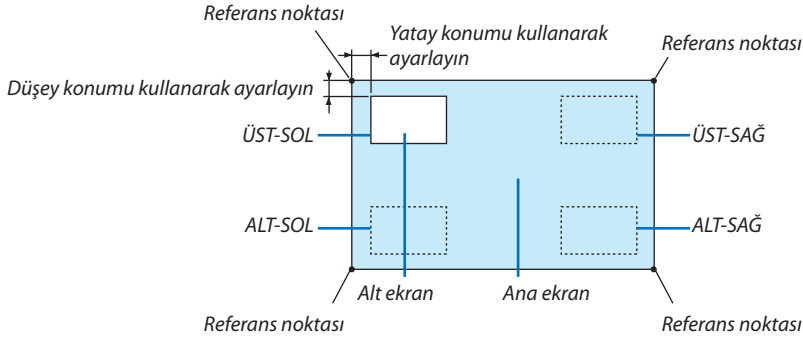 Referans noktası
Yatay konumu kullanarak
ayarlayın
Referans noktası
Düşey konumu kullanarak ayarlayın
ÜST-SOL
ÜST-SAĞ
ALT-SOL
ALT-SAĞ
Alt ekran
Ana ekran
Referans noktası
Referans noktası